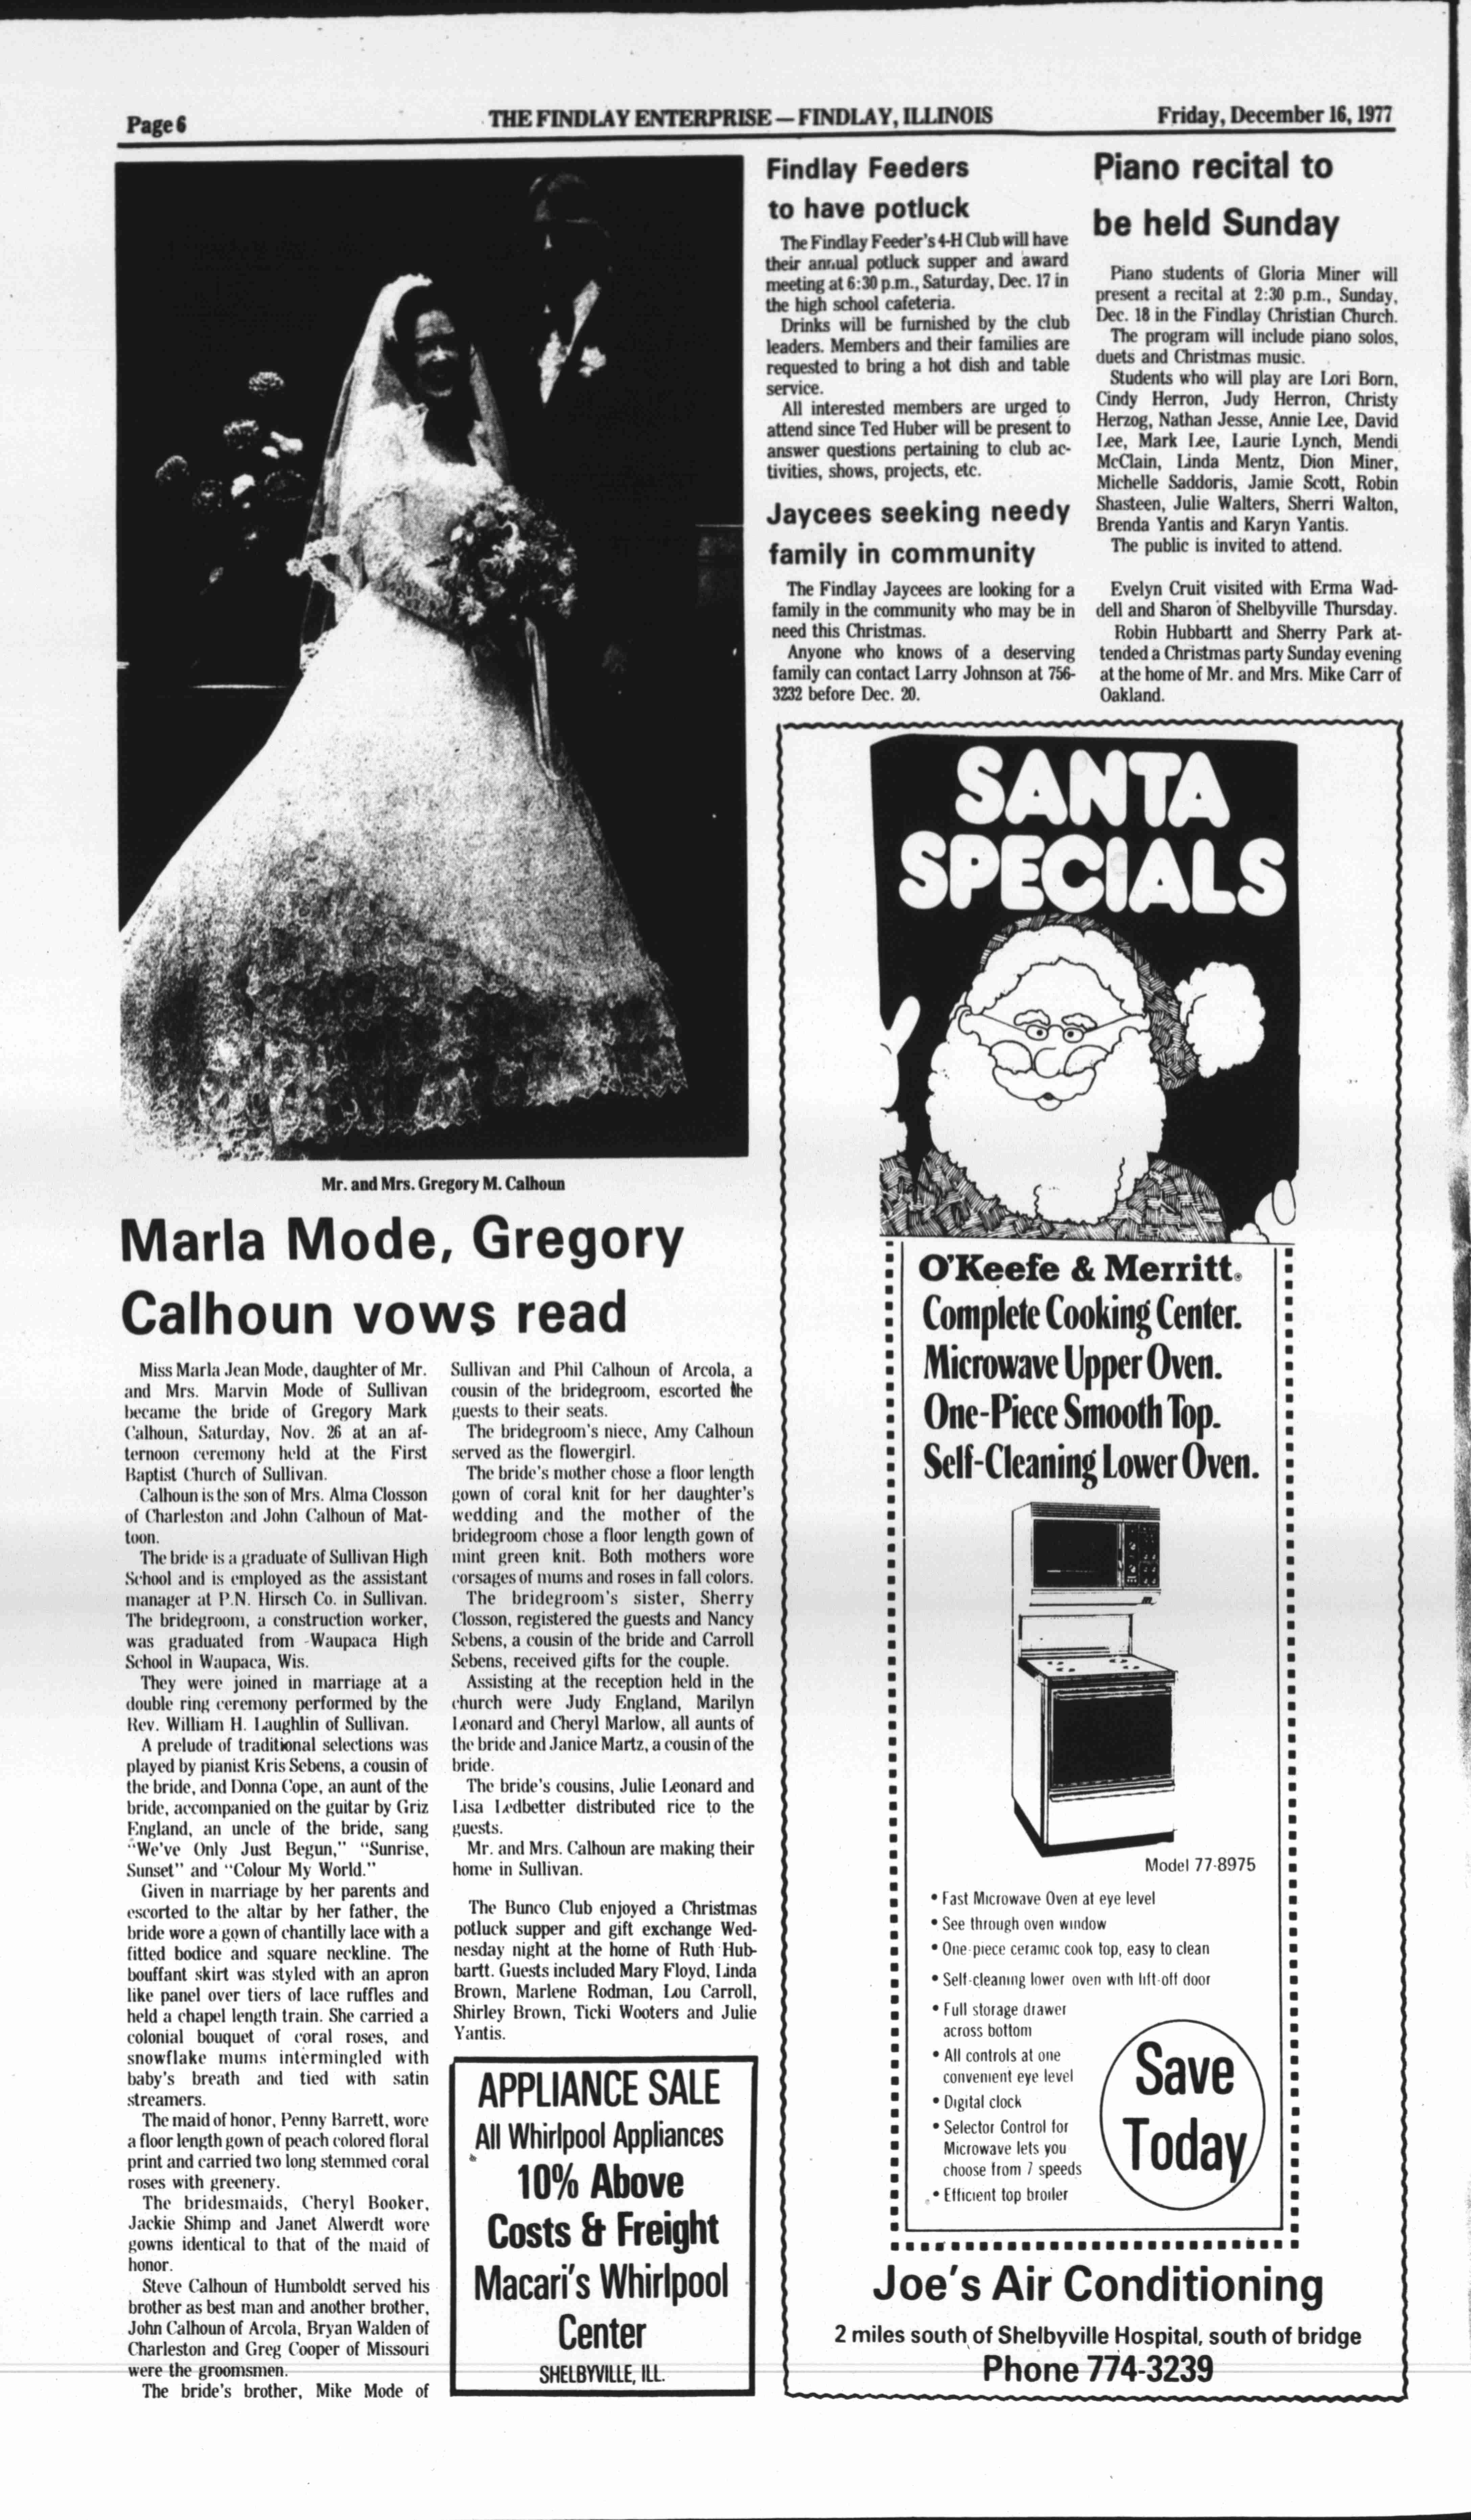 Page 6
THE FINDLAY ENTERPRISE — FINDLAY, ILLINOIS
Friday, December 16, 1977
Mr. and Mrs. Gregory M. Calhoun
Marla Mode, Gregory
Calhoun vows read
Miss Marla Jean Mode, daughter of Mr.
and Mrs. Marvin Mode of Sullivan
became the bride of Gregory Mark
Calhoun, Saturday, Nov. 26 at an af-
ternoon ceremony held at the First
Baptist Church of Sullivan.
Calhoun is the son of Mrs. Alma Closson
of Charleston and John Calhoun of Mat-
toon.
The bride is a graduate of Sullivan High
School and is employed as the assistant
manager at P.N. Hirsch Co. in Sullivan.
The bridegroom, a construction worker,
was graduated from Waupaca High
School in Waupaca, Wis.
They were joined in marriage at a
double ring ceremony performed by the
Rev. William H. Laughlin of Sullivan.
A prelude of traditional selections was
played by pianist Kris Sebens, a cousin of
the bride, and Donna Cope, an aunt of the
bride, accompanied on the guitar by Griz
England, an uncle of the bride, sang
"We've Only Just Begun," "Sunrise,
Sunset" and "Colour My World."
Given in marriage by her parents and
escorted to the altar by her father, the
bride wore a gown of chantilly lace with a
fitted bodice and square neckline. The
bouffant skirt was styled with an apron
like panel over tiers of lace ruffles and
held a chapel length train. She carried a
colonial bouquet of coral roses, and
snowflake mums intermingled with
baby's breath and tied with satin
streamers.
The maid of honor, Penny Barrett, wore
a floor length gown of peach colored floral
print and carried two long stemmed coral
roses with greenery.
The bridesmaids, Cheryl Booker,
Jackie Shimp and Janet Alwerdt wore
gowns identical to that of the maid of
honor.
Steve Calhoun of Humboldt served his
brother as best man and another brother,
John Calhoun of Arcola, Bryan Walden of
Charleston and Greg Cooper of Missouri
were the groomsmen.
The bride's brother, Mike Mode of
Sullivan and Phil Calhoun of Arcola, a
cousin of the bridegroom, escorted the
guests to their seats.
The bridegroom's niece, Amy Calhoun
served as the flowergirl.
The bride's mother chose a floor length
gown of coral knit for her daughter's
wedding and the mother of the
bridegroom chose a floor length gown of
mint green knit. Both mothers wore
corsages of mums and roses in fall colors.
The bridegroom's sister, Sherry
Closson, registered the guests and Nancy
Sebens, a cousin of the bride and Carroll
Sebens, received gifts for the couple.
Assisting at the reception held in the
church were Judy England, Marilyn
Leonard and Cheryl Marlow, all aunts of
the bride and Janice Martz, a cousin of the
bride.
The bride's cousins, Julie Leonard and
Lisa Ledbetter distributed rice to the
guests.
Mr. and Mrs. Calhoun are making their
home in Sullivan.
The Bunco Club enjoyed a Christmas
potluck supper and gift exchange Wed-
nesday night at the home of Ruth Hub-
bartt. Guests included Mary Floyd, Linda
Brown, Marlene Rodman, Lou Carroll,
Shirley Brown, Ticki Wooters and Julie
Yantis.
APPLIANCE SALE
All Whirlpool Appliances
10% Above
Costs & Freight
Macari's Whirlpool
Center
SHELBYVILLE, ILL.
Findlay Feeders
to have potluck
The Findlay Feeder's 4-H Club will have
their annual potluck supper and award
meeting at 6:30 p.m., Saturday, Dec. 17 in
the high school cafeteria.
Drinks will be furnished by the club
leaders. Members and their families are
requested to bring a hot dish and table
service.
All interested members are urged to
attend since Ted Huber will be present to
answer questions pertaining to club ac-
tivities, shows, projects, etc.
Jaycees seeking needy
family in community
The Findlay Jaycees are looking for a
family in the community who may be in
need this Christmas.
Anyone who knows of a deserving
family can contact Larry Johnson at 756-
3232 before Dec. 20.
Piano recital to
be held Sunday
Piano students of Gloria Miner will
present a recital at 2:30 p.m., Sunday,
Dec. 18 in the Findlay Christian Church.
The program will include piano solos,
duets and Christmas music.
Students who will play are Lori Born,
Cindy Herron, Judy Herron, Christy
Herzog, Nathan Jesse, Annie Lee, David
Lee, Mark Lee, Laurie Lynch, Mendi
McClain, Linda Mentz, Dion Miner,
Michelle Saddoris, Jamie Scott, Robin
Shasteen, Julie Walters, Sherri Walton,
Brenda Yantis and Karyn Yantis.
The public is invited to attend.
Evelyn Cruit visited with Erma Wad-
dell and Sharon of Shelbyville Thursday.
Robin Hubbartt and Sherry Park at-
tended a Christmas party Sunday evening
at the home of Mr. and Mrs. Mike Carr of
Oakland.
SANTA
SPECIALS
O'Keefe & Merritt®
Complete Cooking Center.
Microwave Upper Oven.
One-Piece Smooth Top.
Self-Cleaning Lower Oven.
Model 77-8975
• Fast Microwave Oven at eye level
• See through oven window
• One-piece ceramic cook top, easy to clean
• Self-cleaning lower oven with lift-off door
• Full storage drawer
across bottom
• All controls at one
convenient eye level
• Digital clock
• Selector Control for
Microwave lets you
choose from 7 speeds
• Efficient top broiler
Save
Today
Joe's Air Conditioning
2 miles south of Shelbyville Hospital, south of bridge
Phone 774-3239